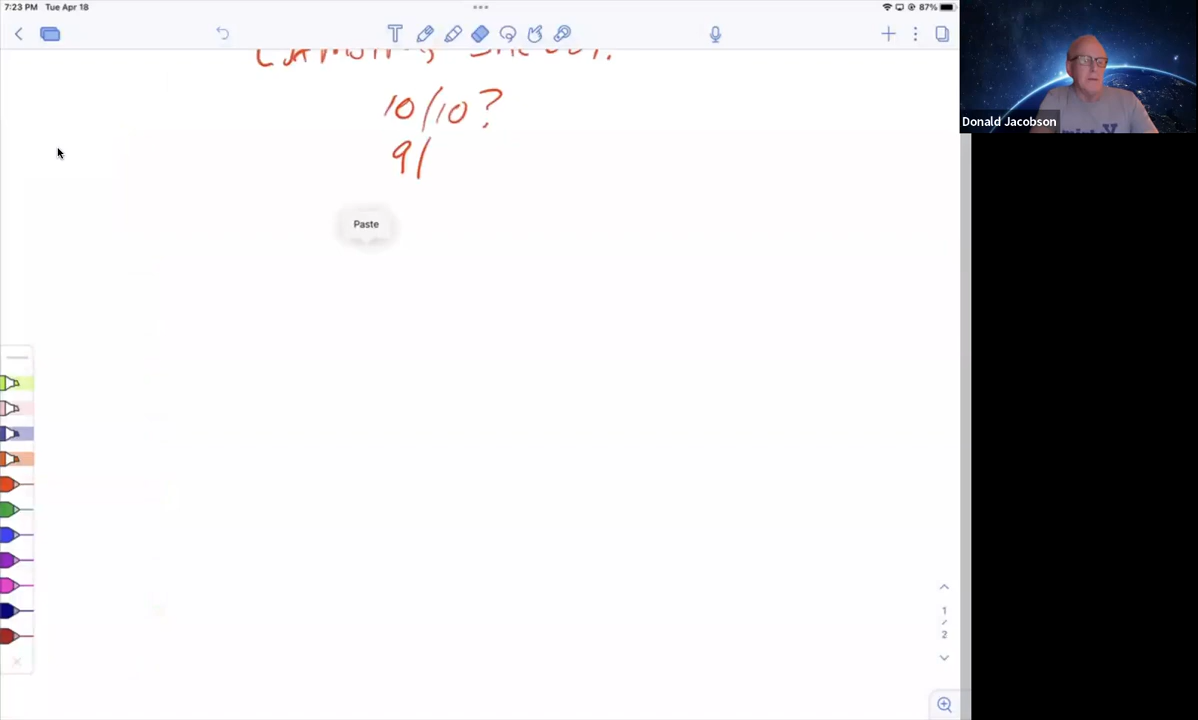 7:23 PM Tue Apr 18
87%
10/10?
9/
Paste
1
/
2
Donald Jacobson